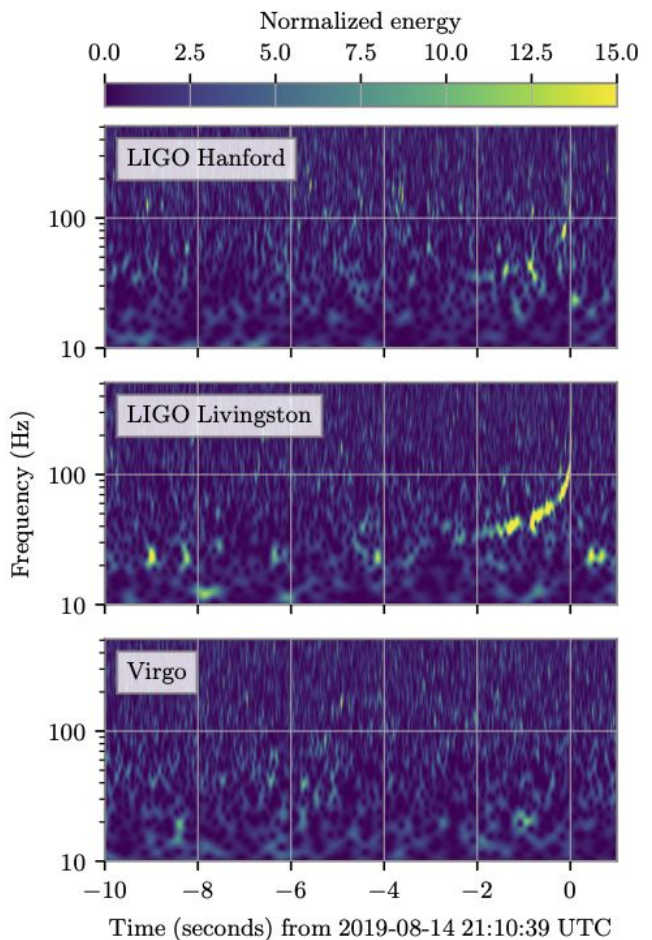 Normalized energy
0.0 2.5 5.0 7.5 10.0 12.5 15.0
LIGO Hanford
100
10
LIGO Livingston
100
10
Frequency (Hz)
Virgo
100
10
−10 −8 −6 −4 −2 0
Time (seconds) from 2019-08-14 21:10:39 UTC